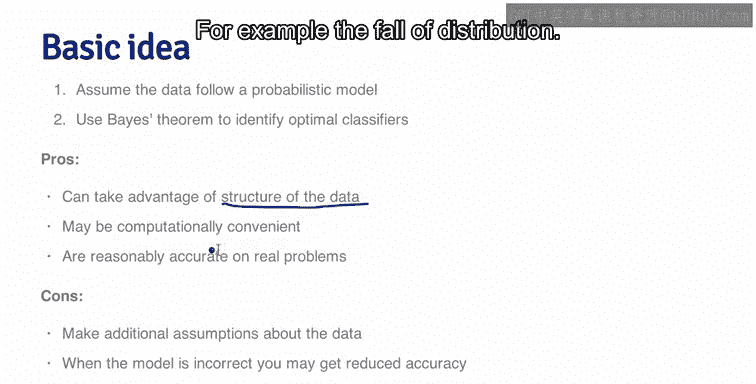 For example the fall of distribution.
Basic idea
1. Assume the data follow a probabilistic model
2. Use Bayes' theorem to identify optimal classifiers
Pros:
· Can take advantage of structure of the data
· May be computationally convenient
· Are reasonably accurate on real problems
Cons:
· Make additional assumptions about the data
· When the model is incorrect you may get reduced accuracy